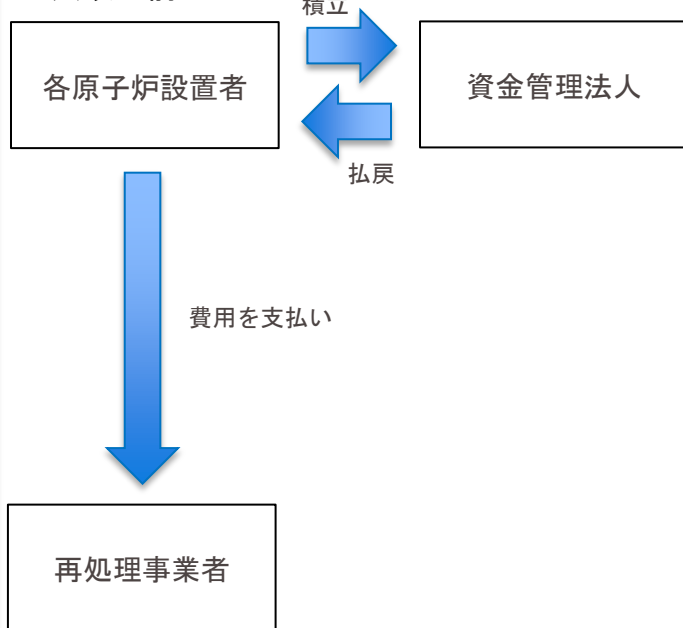 積立
各原子炉設置者
資金管理法人
払戻
費用を支払い
再処理事業者